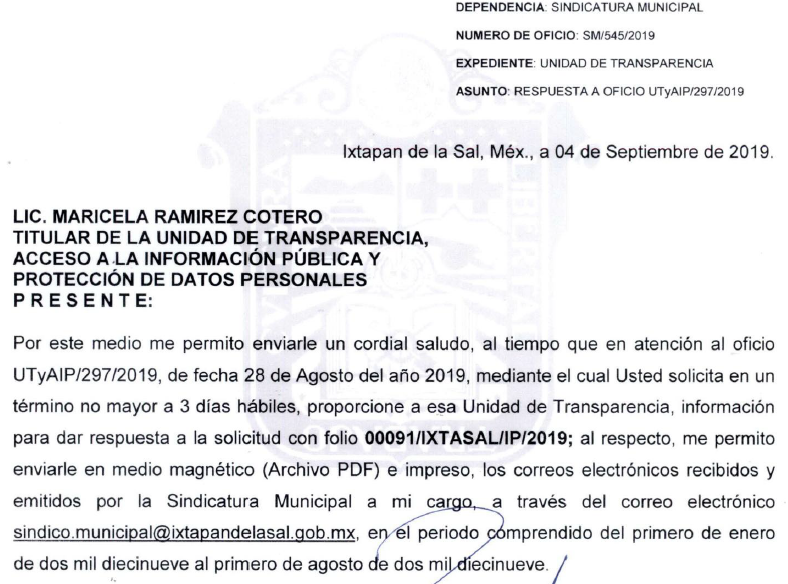 DEPENDENCIA: SINDICATURA MUNICIPAL
NUMERO DE OFICIO: SM/545/2019
EXPEDIENTE: UNIDAD DE TRANSPARENCIA
ASUNTO: RESPUESTA A OFICIO UTyAIP/297/2019
Ixtapan de la Sal, Méx., a 04 de Septiembre de 2019.
LIC. MARICELA RAMIREZ COTERO
TITULAR DE LA UNIDAD DE TRANSPARENCIA,
ACCESO A LA INFORMACIÓN PÚBLICA Y
PROTECCIÓN DE DATOS PERSONALES
P R E S E N T E:
Por este medio me permito enviarle un cordial saludo, al tiempo que en atención al oficio
UTyAIP/297/2019, de fecha 28 de Agosto del año 2019, mediante el cual Usted solicita en un
término no mayor a 3 días hábiles, proporcione a esa Unidad de Transparencia, información
para dar respuesta a la solicitud con folio 00091/IXTASAL/IP/2019; al respecto, me permito
enviarle en medio magnético (Archivo PDF) e impreso, los correos electrónicos recibidos y
emitidos por la Sindicatura Municipal a mi cargo, a través del correo electrónico
sindico.municipal@ixtapandelasal.gob.mx, en el periodo comprendido del primero de enero
de dos mil diecinueve al primero de agosto de dos mil diecinueve.